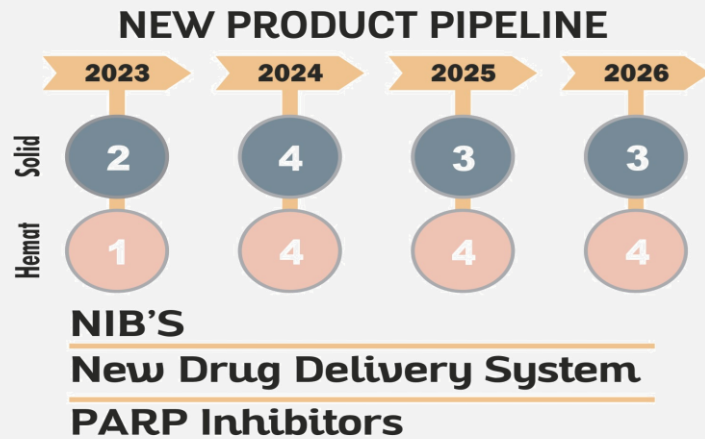 NEW PRODUCT PIPELINE
2023 2024 2025 2026
Solid 2 4 3 3
Hemat 1 4 4 4
NIB'S
New Drug Delivery System
PARP Inhibitors